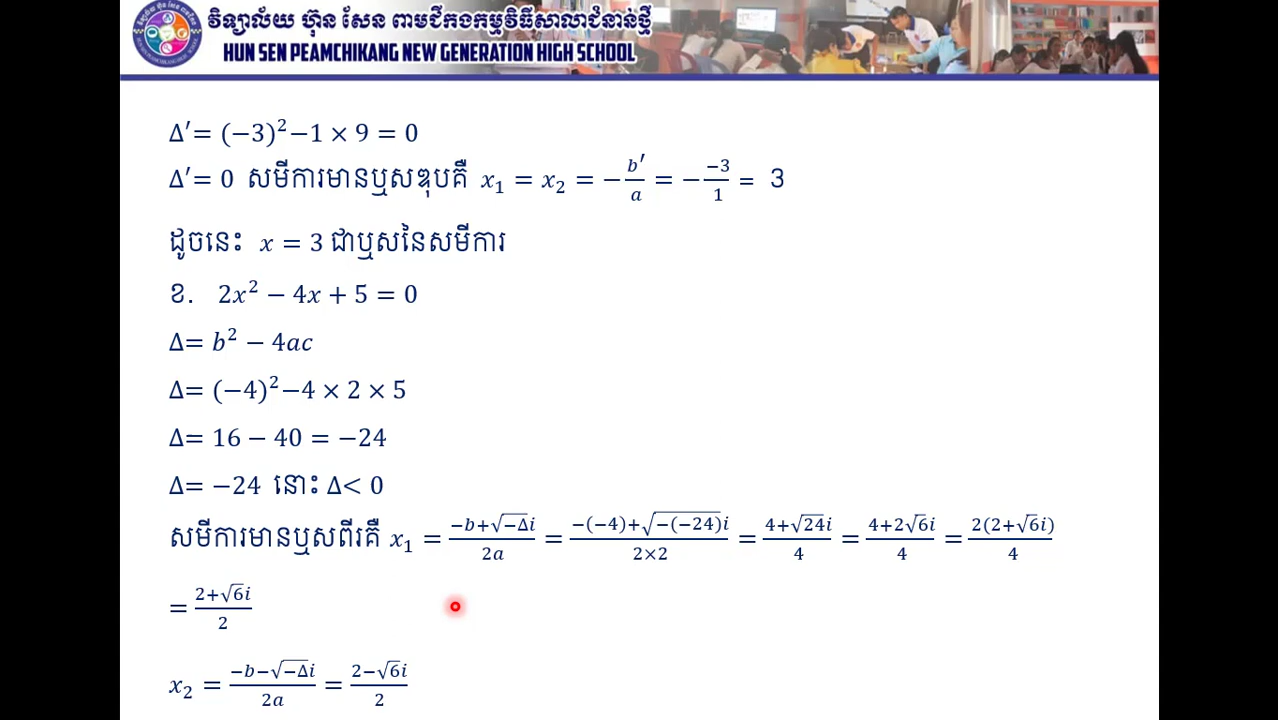 វិទ្យាល័យ ហ៊ុន សែន ពាមជីកងកម្មវិធីសាលាជំនាន់ថ្មី
HUN SEN PEAMCHIKANG NEW GENERATION HIGH SCHOOL
Δ′= (−3)²−1 × 9 = 0
Δ′= 0 សមីការមានឬសឌុបគឺ x₁ = x₂ = −b′/a = −−3/1 = 3
ដូចនេះ x = 3 ជាឬសនៃសមីការ
ខ. 2x² − 4x + 5 = 0
Δ= b² − 4ac
Δ= (−4)²−4 × 2 × 5
Δ= 16 − 40 = −24
Δ= −24 នោះ Δ< 0
សមីការមានឬសពីរគឺ x₁ = (−b+√(−Δ)i)/(2a) = (−(−4)+√(−(−24))i)/(2×2) = (4+√24i)/4 = (4+2√6i)/4 = (2(2+√6i))/4
= (2+√6i)/2
x₂ = (−b−√(−Δ)i)/(2a) = (2−√6i)/2